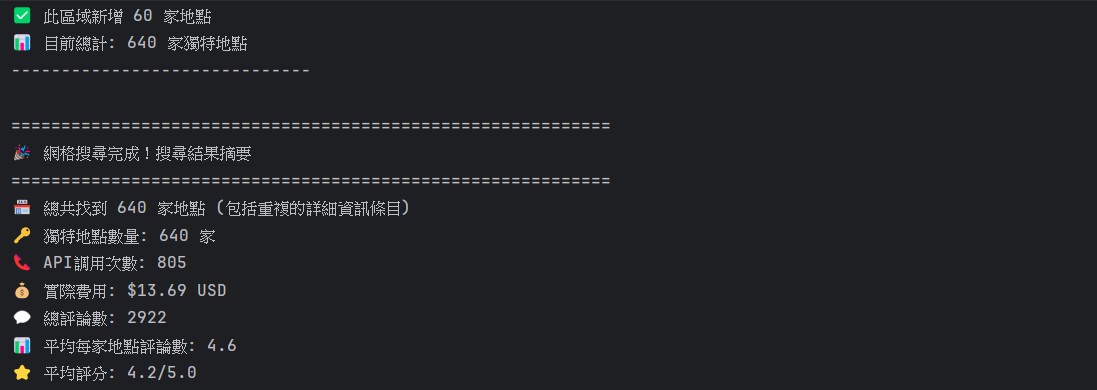 ✅ 此區域新增 60 家地點
📊 目前總計: 640 家獨特地點
------------------------------
============================================================
🎉 網格搜尋完成！搜尋結果摘要
============================================================
🏪 總共找到 640 家地點 (包括重複的詳細資訊條目)
🔑 獨特地點數量: 640 家
📞 API調用次數: 805
💰 實際費用: $13.69 USD
💬 總評論數: 2922
📊 平均每家地點評論數: 4.6
⭐ 平均評分: 4.2/5.0